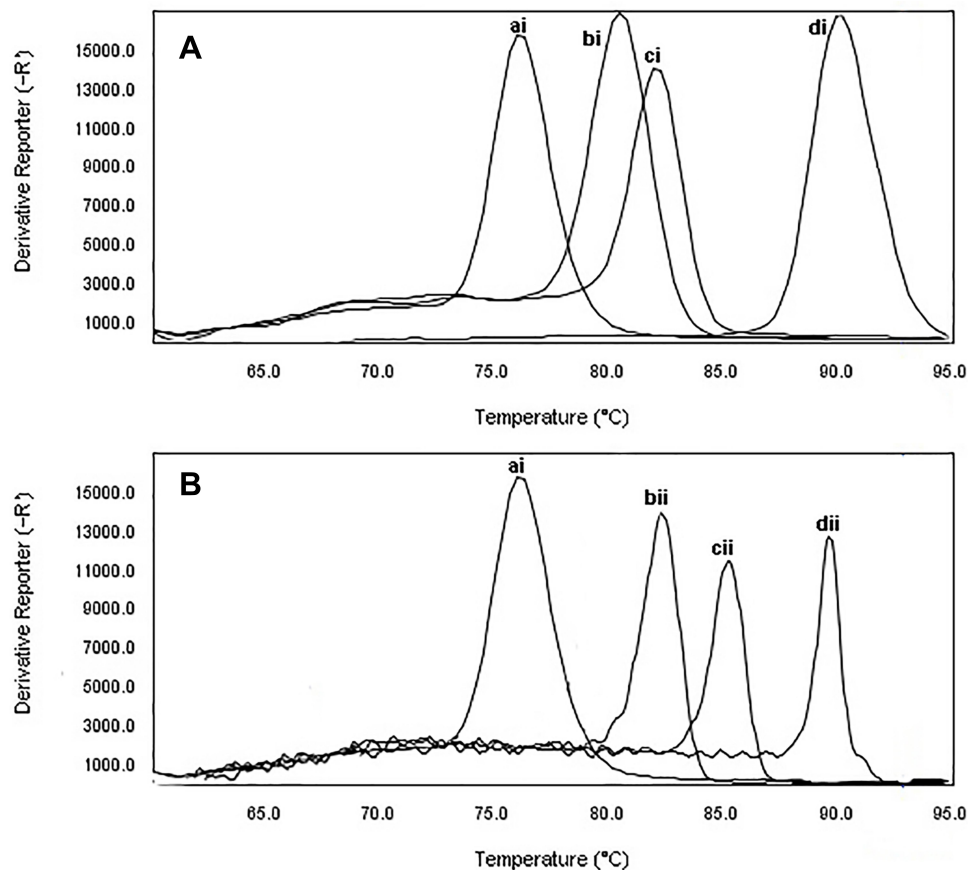 A
ai
bi
ci
di
Derivative Reporter (–R')
15000.0
13000.0
11000.0
9000.0
7000.0
5000.0
3000.0
1000.0
65.0 70.0 75.0 80.0 85.0 90.0 95.0
Temperature (°C)
B
ai
bii
cii
dii
Derivative Reporter (–R')
15000.0
13000.0
11000.0
9000.0
7000.0
5000.0
3000.0
1000.0
65.0 70.0 75.0 80.0 85.0 90.0 95.0
Temperature (°C)